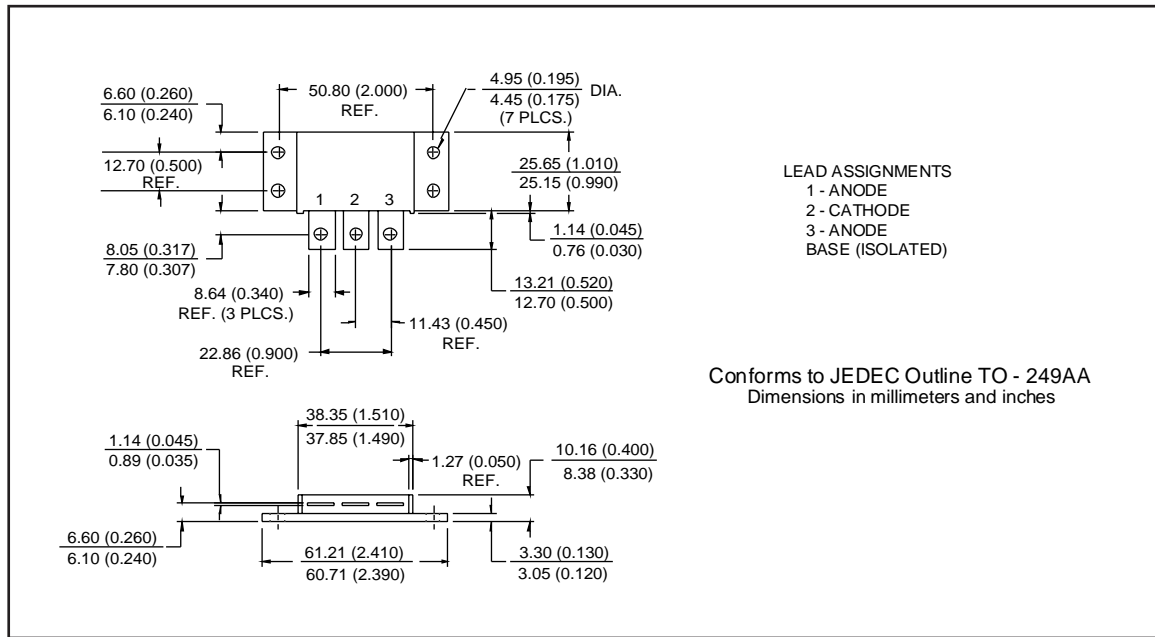 6.60 (0.260)
6.10 (0.240)
50.80 (2.000)
REF.
4.95 (0.195)
4.45 (0.175)
DIA.
(7 PLCS.)
12.70 (0.500)
REF.
25.65 (1.010)
25.15 (0.990)
1 2 3
8.05 (0.317)
7.80 (0.307)
1.14 (0.045)
0.76 (0.030)
8.64 (0.340)
REF. (3 PLCS.)
13.21 (0.520)
12.70 (0.500)
11.43 (0.450)
REF.
22.86 (0.900)
REF.
LEAD ASSIGNMENTS
1 - ANODE
2 - CATHODE
3 - ANODE
BASE (ISOLATED)
Conforms to JEDEC Outline TO - 249AA
Dimensions in millimeters and inches
38.35 (1.510)
37.85 (1.490)
1.14 (0.045)
0.89 (0.035)
1.27 (0.050)
REF.
10.16 (0.400)
8.38 (0.330)
6.60 (0.260)
6.10 (0.240)
61.21 (2.410)
60.71 (2.390)
3.30 (0.130)
3.05 (0.120)